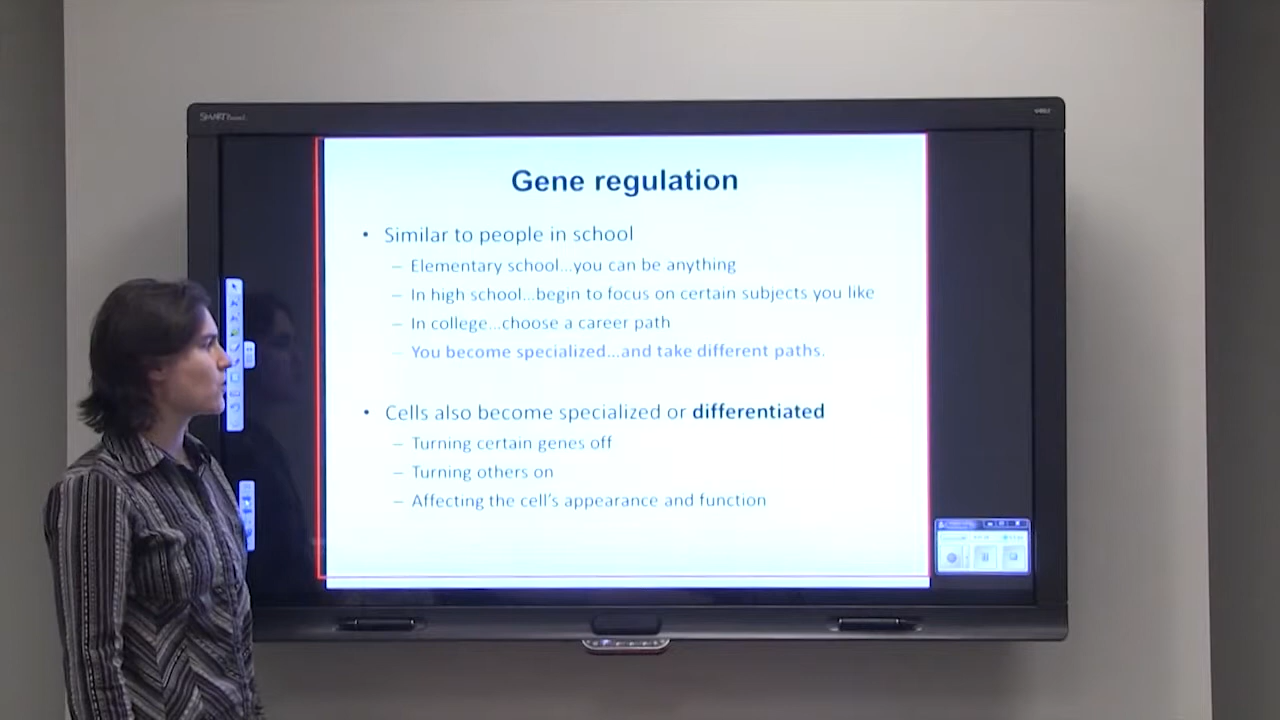 SMART
Gene regulation
• Similar to people in school
– Elementary school...you can be anything
– In high school...begin to focus on certain subjects you like
– In college...choose a career path
– You become specialized...and take different paths.
• Cells also become specialized or differentiated
– Turning certain genes off
– Turning others on
– Affecting the cell's appearance and function